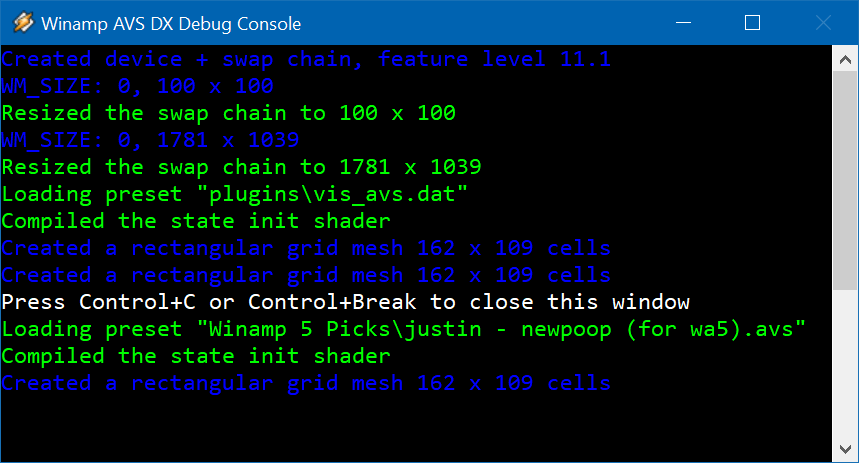 Winamp AVS DX Debug Console
Created device + swap chain, feature level 11.1
WM_SIZE: 0, 100 x 100
Resized the swap chain to 100 x 100
WM_SIZE: 0, 1781 x 1039
Resized the swap chain to 1781 x 1039
Loading preset "plugins\vis_avs.dat"
Compiled the state init shader
Created a rectangular grid mesh 162 x 109 cells
Created a rectangular grid mesh 162 x 109 cells
Press Control+C or Control+Break to close this window
Loading preset "Winamp 5 Picks\justin - newpoop (for wa5).avs"
Compiled the state init shader
Created a rectangular grid mesh 162 x 109 cells